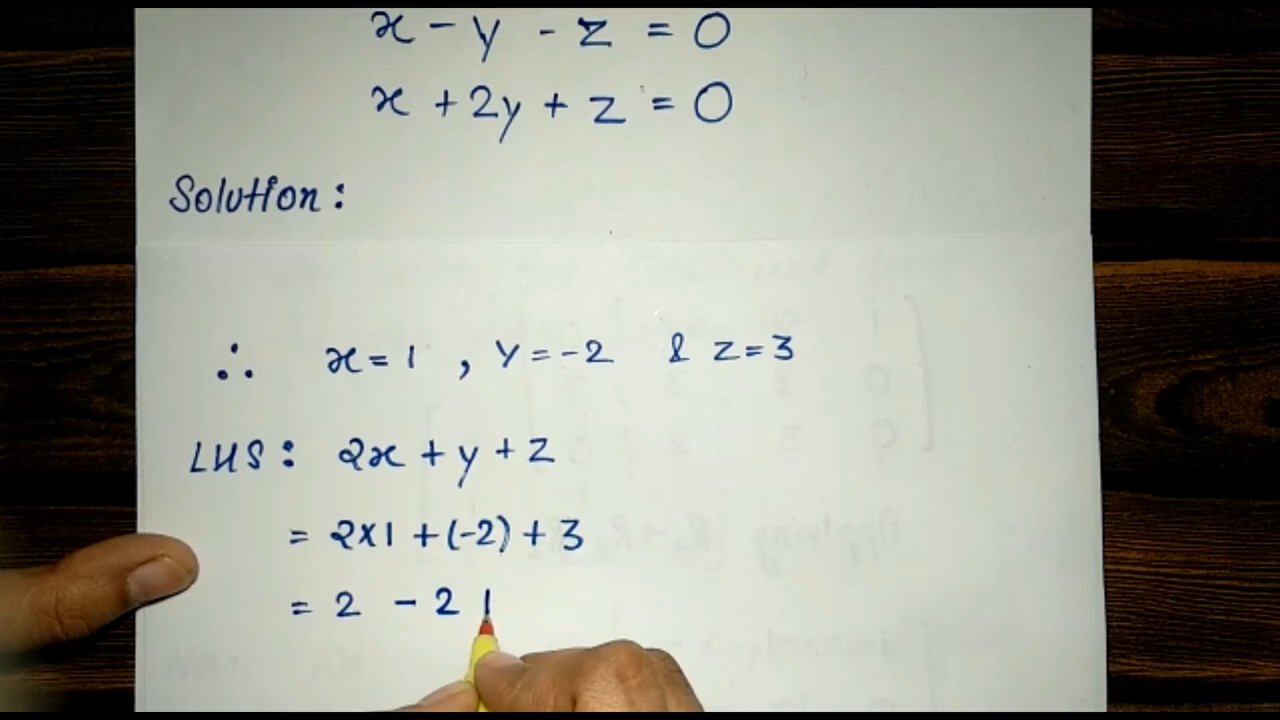 x - y - z = 0
x + 2y + z = 0
Solution:
∴ x = 1 , y = -2 & z = 3
LHS: 2x + y + z
= 2x1 + (-2) + 3
= 2 - 2